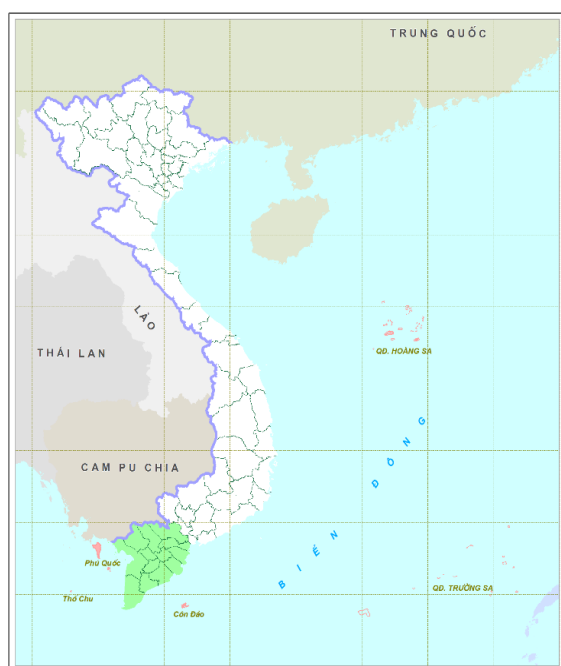 TRUNG QUỐC
LÀO
THÁI LAN
QĐ. HOÀNG SA
CAM PU CHIA
BIỂN ĐÔNG
Phú Quốc
QĐ. TRƯỜNG SA
Thổ Chu
Côn Đảo